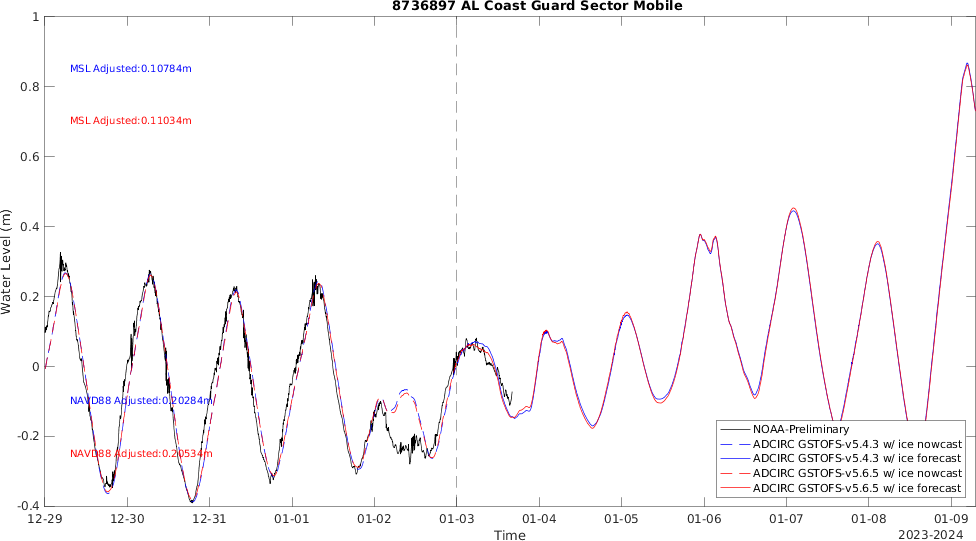 8736897 AL Coast Guard Sector Mobile
1
0.8
0.6
0.4
0.2
0
-0.2
-0.4
Water Level (m)
MSL Adjusted:0.10784m
MSL Adjusted:0.11034m
NAVD88 Adjusted:0.20284m
NAVD88 Adjusted:0.20534m
NOAA-Preliminary
ADCIRC GSTOFS-v5.4.3 w/ ice nowcast
ADCIRC GSTOFS-v5.4.3 w/ ice forecast
ADCIRC GSTOFS-v5.6.5 w/ ice nowcast
ADCIRC GSTOFS-v5.6.5 w/ ice forecast
12-29 12-30 12-31 01-01 01-02 01-03 01-04 01-05 01-06 01-07 01-08 01-09
Time
2023-2024